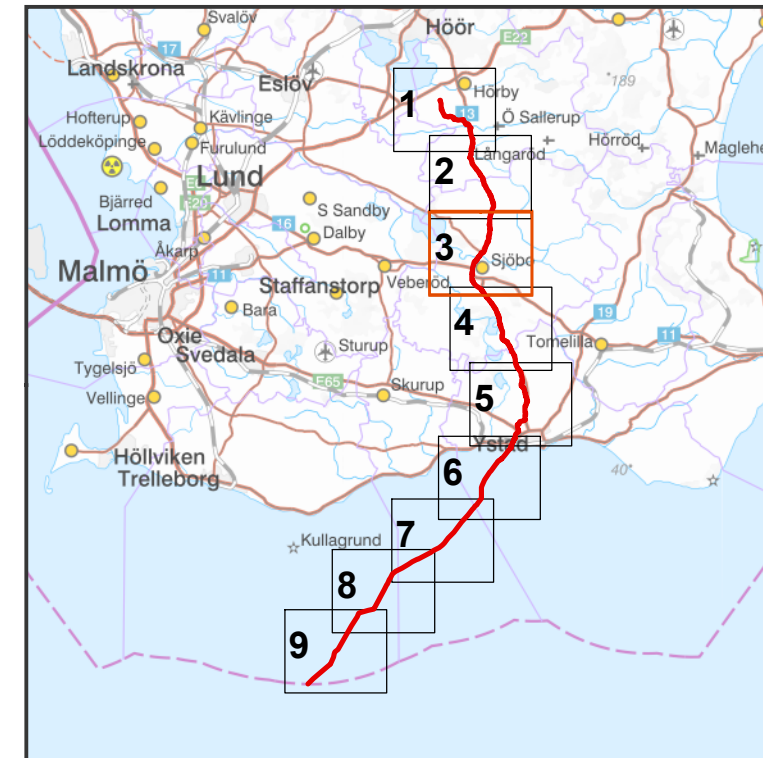 Svalöv
Höör
E22
17
Landskrona
Eslöv
189
1
Hörby
13
Hofterup
Kävlinge
Ö Sallerup
Löddeköpinge
Furulund
Hörröd
Långaröd
Maglehe
2
Lund
Bjärred
E20
S Sandby
Lomma
16
Dalby
Åkarp
3
Sjöbo
Malmö
11
Veberöd
Staffanstorp
Bara
4
19
Oxie
Svedala
Sturup
Tomelilla
11
Tygelsjö
E65
Skurup
5
Vellinge
Ystad
Höllviken
Trelleborg
6
40
7
Kullagrund
8
9